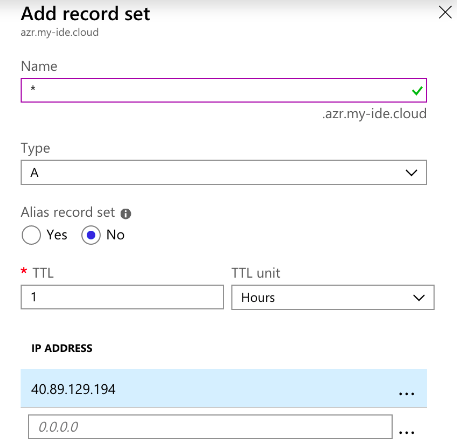 Add record set
azr.my-ide.cloud
Name
*
.azr.my-ide.cloud
Type
A
Alias record set
Yes No
* TTL TTL unit
1 Hours
IP ADDRESS
40.89.129.194 ...
0.0.0.0 ...